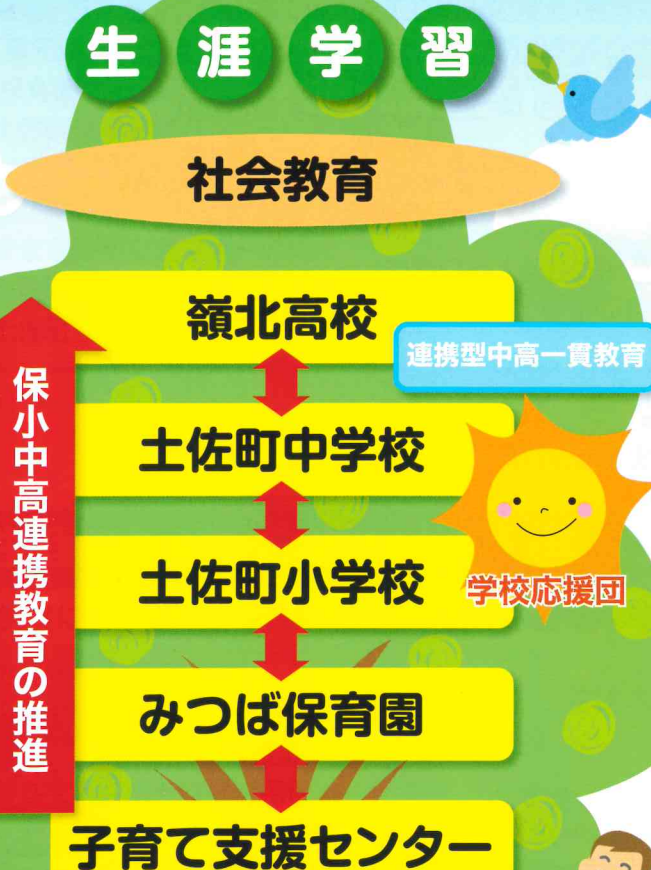 生涯学習
社会教育
嶺北高校
連携型中高一貫教育
土佐町中学校
土佐町小学校
学校応援団
みつば保育園
子育て支援センター
保小中高連携教育の推進